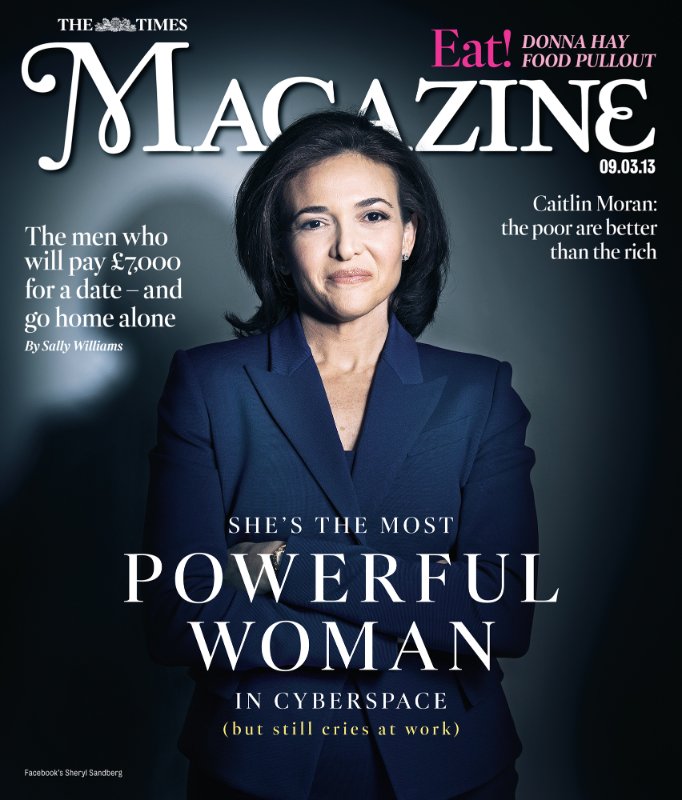 THE TIMES
MAGAZINE
Eat! DONNA HAY
FOOD PULLOUT
09.03.13
Caitlin Moran:
the poor are better
than the rich
The men who
will pay £7,000
for a date – and
go home alone
By Sally Williams
SHE'S THE MOST
POWERFUL
WOMAN
IN CYBERSPACE
(but still cries at work)
Facebook's Sheryl Sandberg